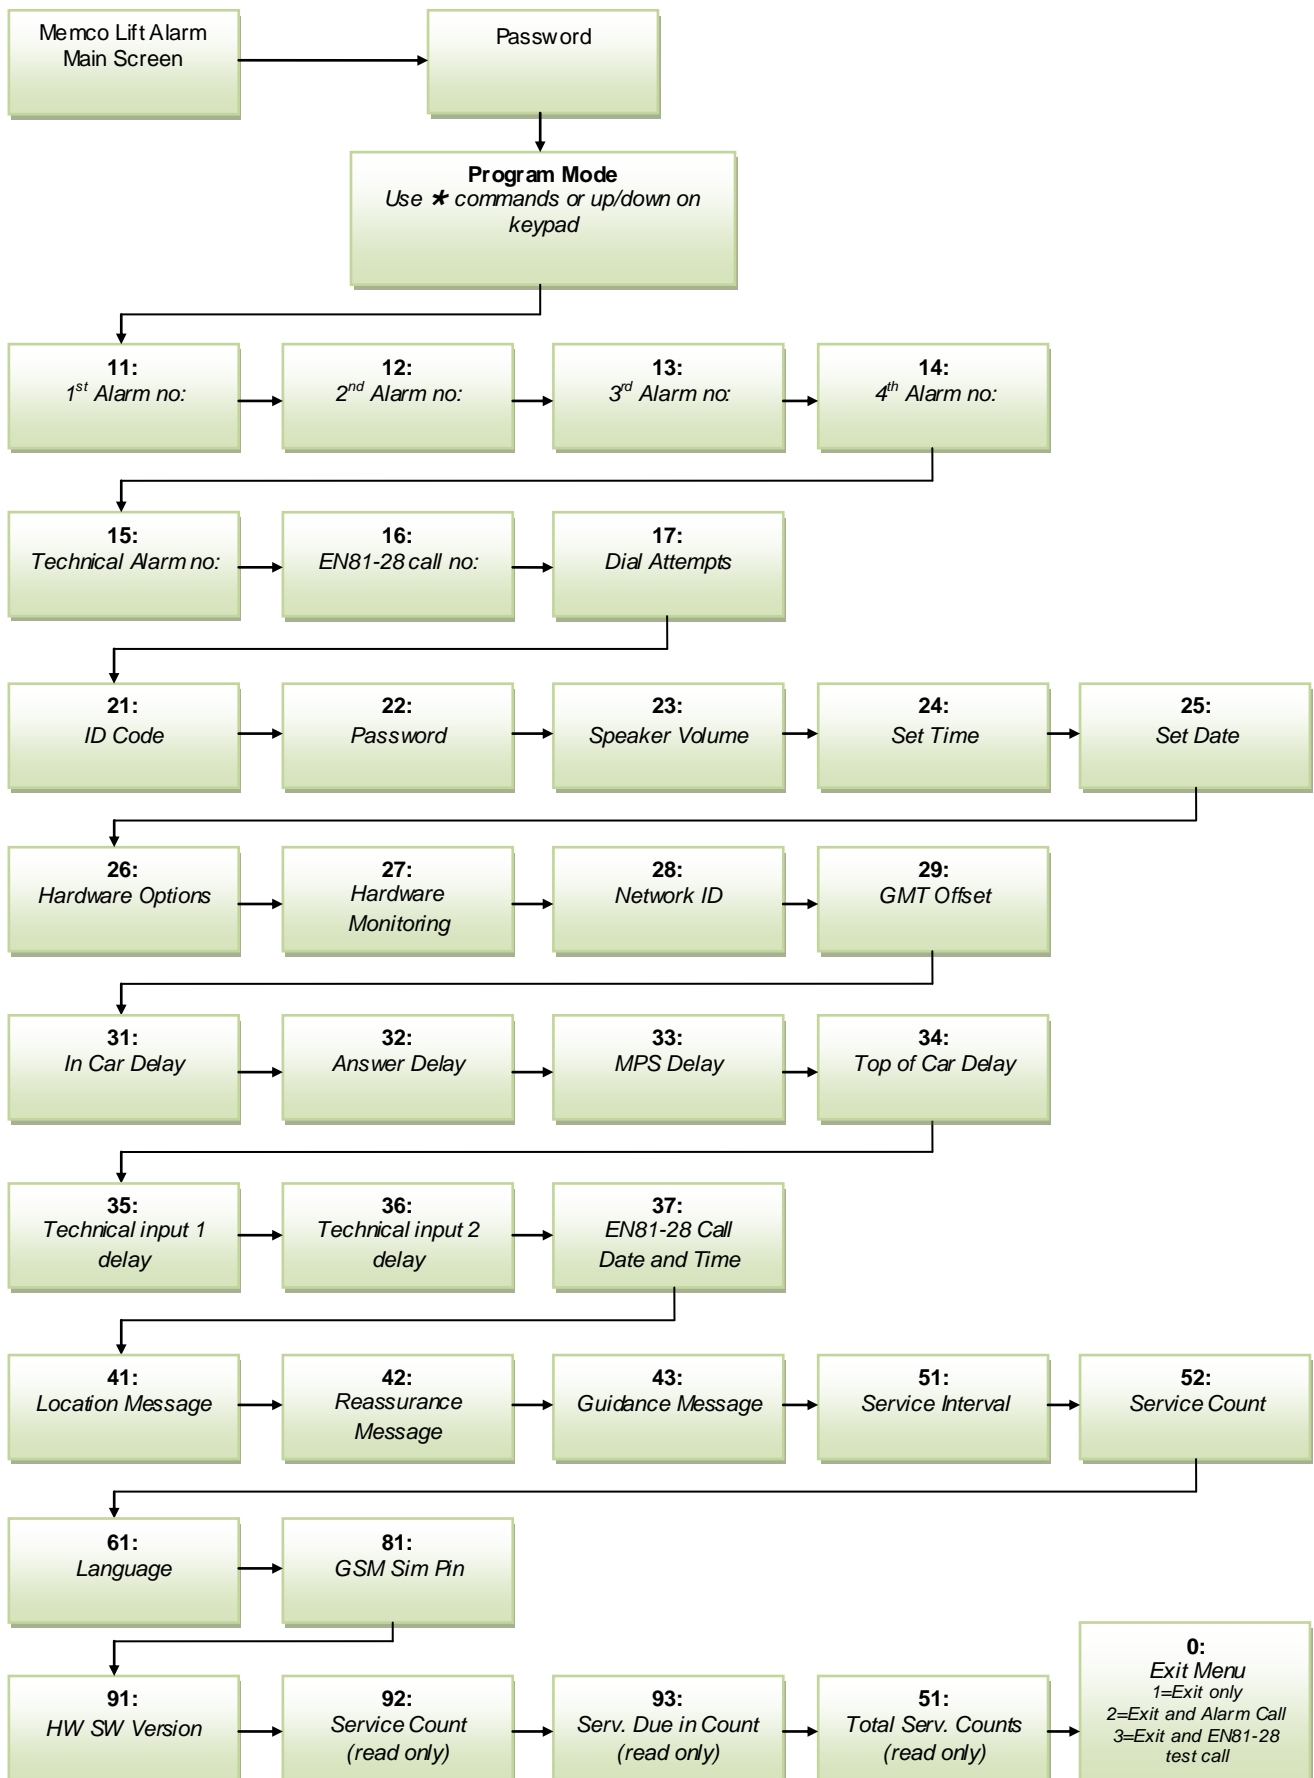 Memco Lift Alarm
Main Screen
Password
Program Mode
Use * commands or up/down on
keypad
11:
1st Alarm no:
12:
2nd Alarm no:
13:
3rd Alarm no:
14:
4th Alarm no:
15:
Technical Alarm no:
16:
EN81-28 call no:
17:
Dial Attempts
21:
ID Code
22:
Password
23:
Speaker Volume
24:
Set Time
25:
Set Date
26:
Hardware Options
27:
Hardware
Monitoring
28:
Network ID
29:
GMT Offset
31:
In Car Delay
32:
Answer Delay
33:
MPS Delay
34:
Top of Car Delay
35:
Technical input 1
delay
36:
Technical input 2
delay
37:
EN81-28 Call
Date and Time
41:
Location Message
42:
Reassurance
Message
43:
Guidance Message
51:
Service Interval
52:
Service Count
61:
Language
81:
GSM Sim Pin
91:
HW SW Version
92:
Service Count
(read only)
93:
Serv. Due in Count
(read only)
51:
Total Serv. Counts
(read only)
0:
Exit Menu
1=Exit only
2=Exit and Alarm Call
3=Exit and EN81-28
test call